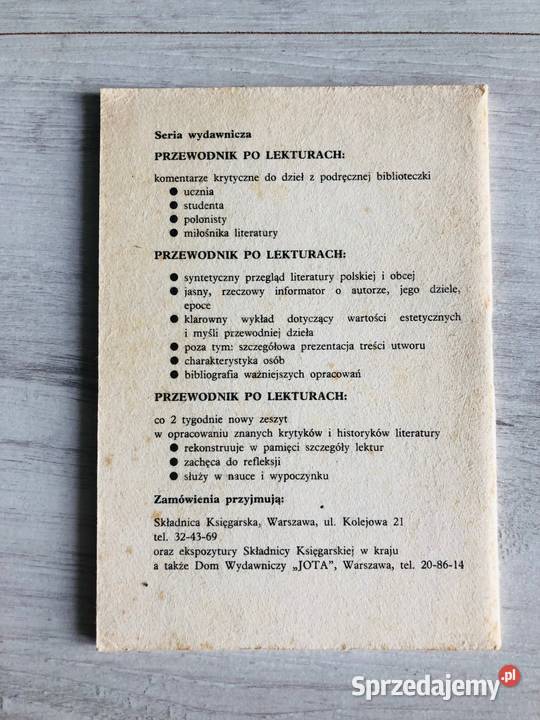 Seria wydawnicza
PRZEWODNIK PO LEKTURACH:
komentarze krytyczne do dzieł z podręcznej biblioteczki
● ucznia
● studenta
● polonisty
● miłośnika literatury
PRZEWODNIK PO LEKTURACH:
● syntetyczny przegląd literatury polskiej i obcej
● jasny, rzeczowy informator o autorze, jego dziele,
epoce
● klarowny wykład dotyczący wartości estetycznych
i myśli przewodniej dzieła
● poza tym: szczegółowa prezentacja treści utworu
● charakterystyka osób
● bibliografia ważniejszych opracowań
PRZEWODNIK PO LEKTURACH:
co 2 tygodnie nowy zeszyt
w opracowaniu znanych krytyków i historyków literatury
● rekonstruuje w pamięci szczegóły lektur
● zachęca do refleksji
● służy w nauce i wypoczynku
Zamówienia przyjmują:
Składnica Księgarska, Warszawa, ul. Kolejowa 21
tel. 32-43-69
oraz ekspozytury Składnicy Księgarskiej w kraju
a także Dom Wydawniczy „JOTA”, Warszawa, tel. 20-86-14
Sprzedajemy.pl